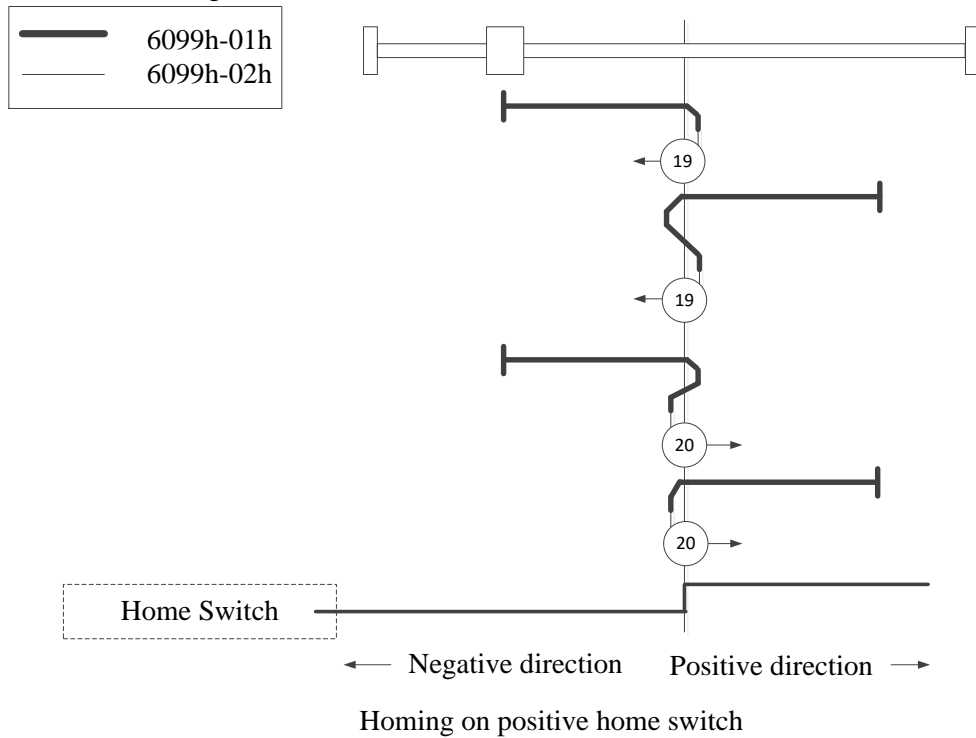 6099h-01h
6099h-02h
19
19
20
20
Home Switch
Negative direction
Positive direction
Homing on positive home switch